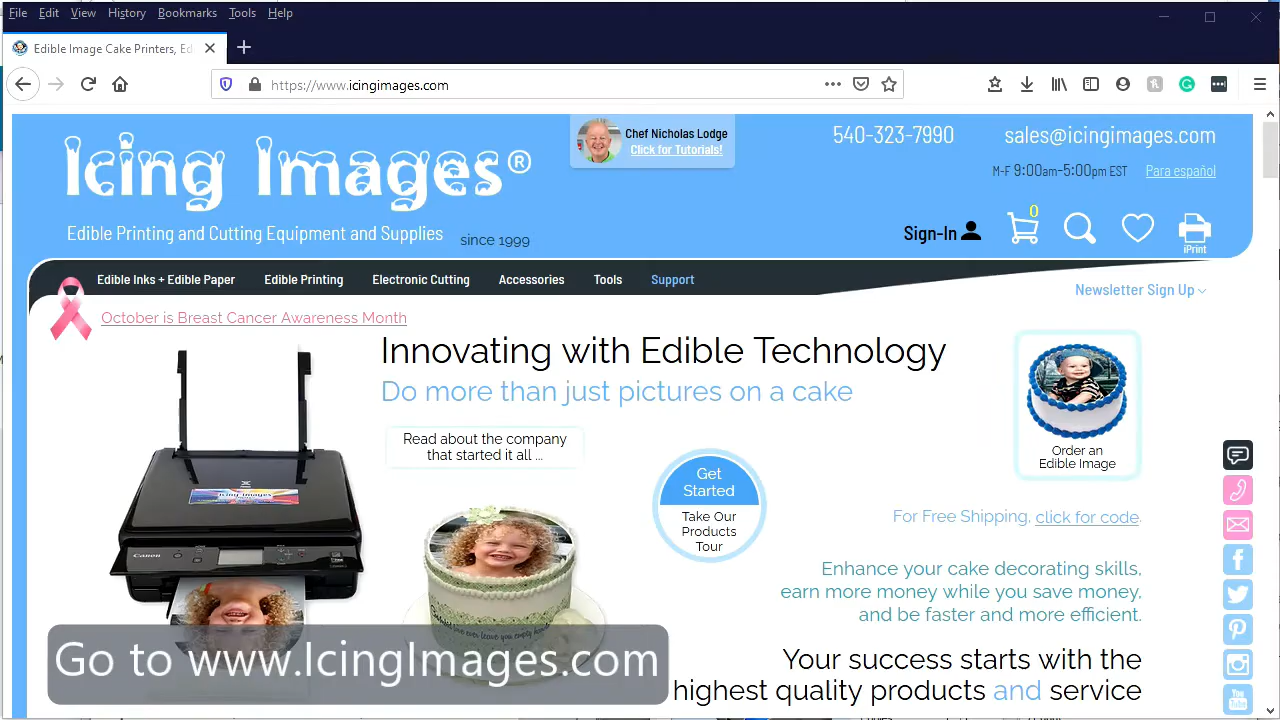 File Edit View History Bookmarks Tools Help
Edible Image Cake Printers, Ed
https://www.icingimages.com
Icing Images®
Edible Printing and Cutting Equipment and Supplies since 1999
Chef Nicholas Lodge
Click for Tutorials!
540-323-7990 sales@icingimages.com
M-F 9:00am-5:00pm EST Para español
Sign-In 0 iPrint
Edible Inks + Edible Paper Edible Printing Electronic Cutting Accessories Tools Support
Newsletter Sign Up
October is Breast Cancer Awareness Month
Innovating with Edible Technology
Do more than just pictures on a cake
Read about the company
that started it all ...
Get
Started
Take Our
Products
Tour
Order an
Edible Image
For Free Shipping, click for code.
Enhance your cake decorating skills,
earn more money while you save money,
and be faster and more efficient.
Your success starts with the
highest quality products and service
Icing Images
Canon
Go to www.IcingImages.com
You
Tube